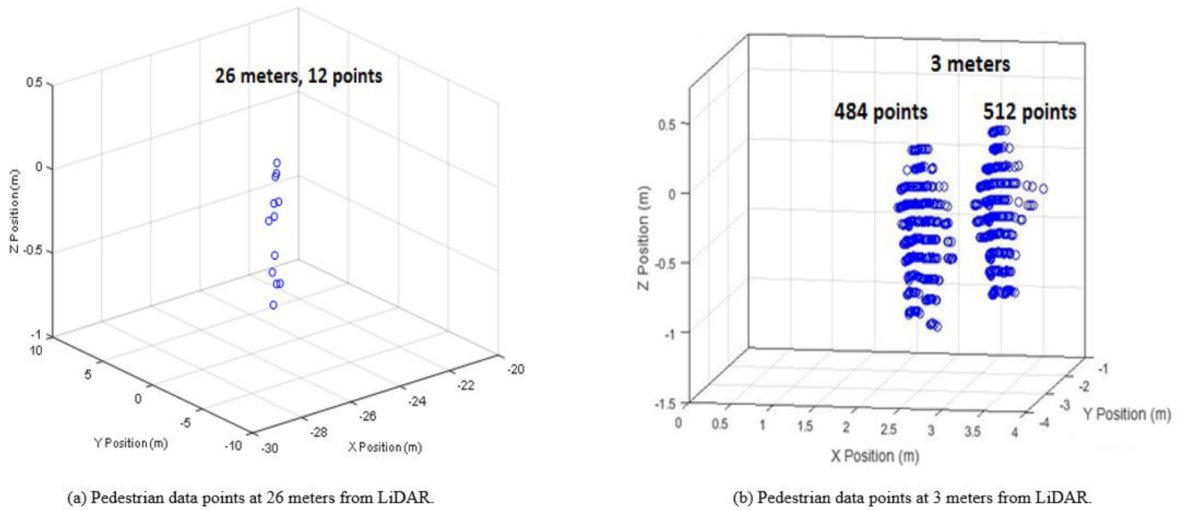 26 meters, 12 points
0.5
0
-0.5
-1
Z Position(m)
10
5
0
-5
-10
Y Position(m)
-30
-28
-26
-24
-22
-20
X Position(m)
(a) Pedestrian data points at 26 meters from LiDAR.
3 meters
484 points
512 points
0.5
0
-0.5
-1
-1.5
Z Position (m)
0
0.5
1
1.5
2
2.5
3
3.5
4
X Position (m)
-4
-3
-2
-1
Y Position (m)
(b) Pedestrian data points at 3 meters from LiDAR.